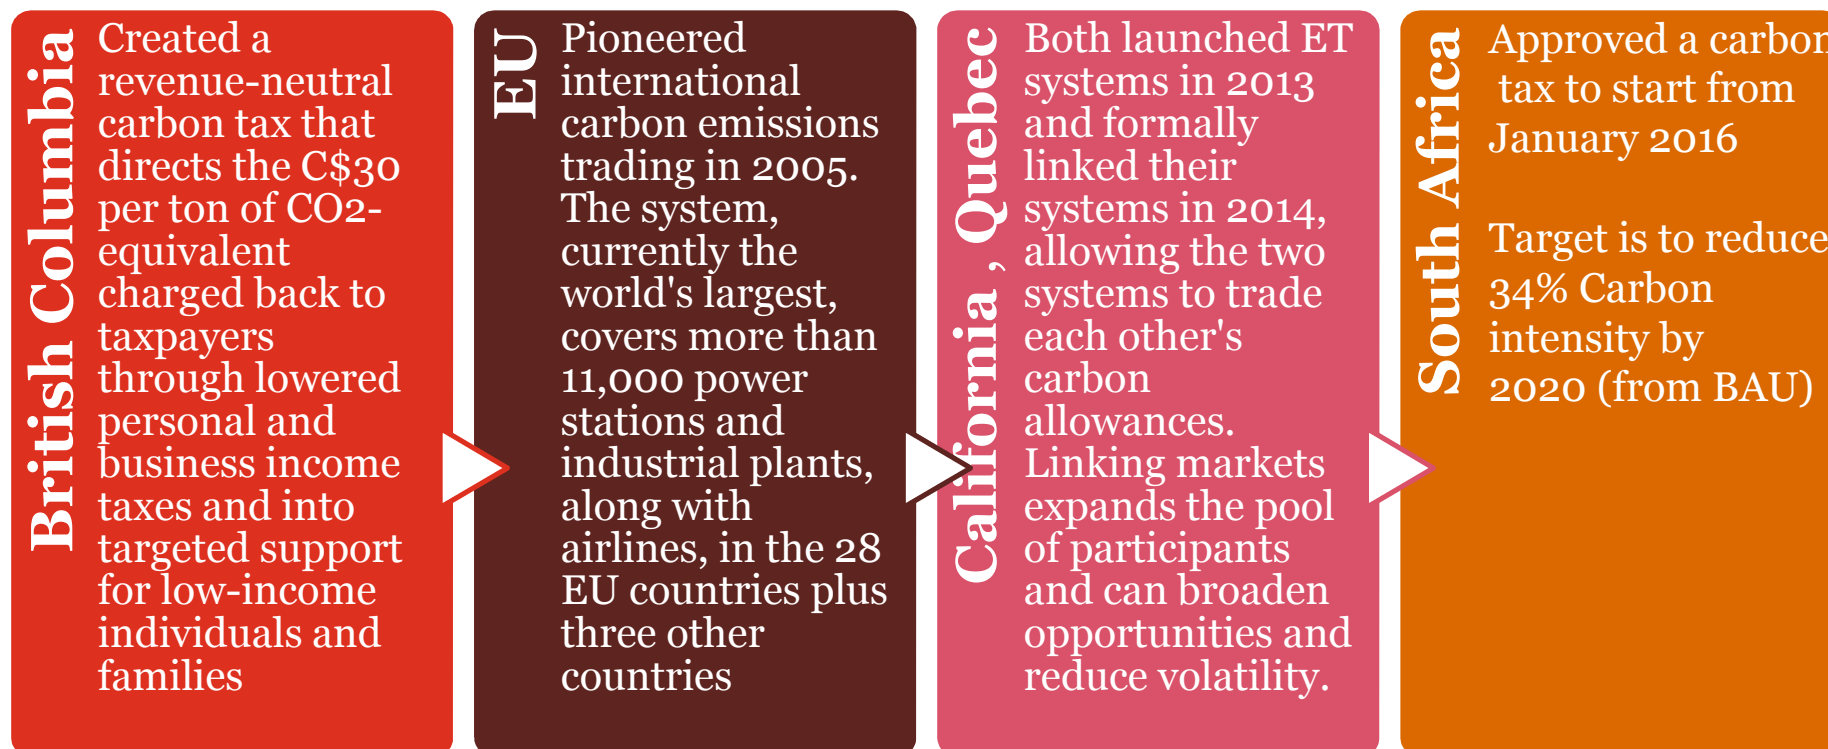 British Columbia
Created a
revenue-neutral
carbon tax that
directs the C$30
per ton of CO2-
equivalent
charged back to
taxpayers
through lowered
personal and
business income
taxes and into
targeted support
for low-income
individuals and
families
EU
Pioneered
international
carbon emissions
trading in 2005.
The system,
currently the
world's largest,
covers more than
11,000 power
stations and
industrial plants,
along with
airlines, in the 28
EU countries plus
three other
countries
California , Quebec
Both launched ET
systems in 2013
and formally
linked their
systems in 2014,
allowing the two
systems to trade
each other's
carbon
allowances.
Linking markets
expands the pool
of participants
and can broaden
opportunities and
reduce volatility.
South Africa
Approved a carbon
tax to start from
January 2016
Target is to reduce
34% Carbon
intensity by
2020 (from BAU)